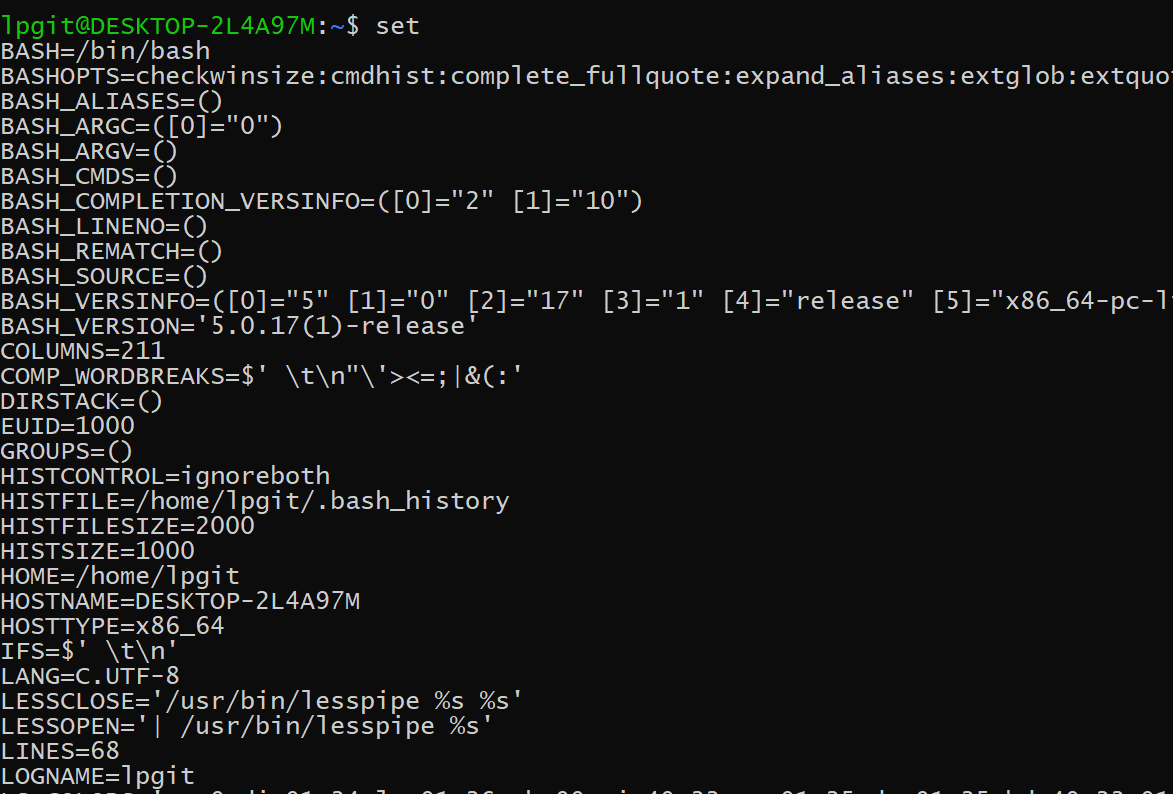 lpgit@DESKTOP-2L4A97M:~$ set
BASH=/bin/bash
BASHOPTS=checkwinsize:cmdhist:complete_fullquote:expand_aliases:extglob:extquo
BASH_ALIASES=()
BASH_ARGC=([0]="0")
BASH_ARGV=()
BASH_CMDS=()
BASH_COMPLETION_VERSINFO=([0]="2" [1]="10")
BASH_LINENO=()
BASH_REMATCH=()
BASH_SOURCE=()
BASH_VERSINFO=([0]="5" [1]="0" [2]="17" [3]="1" [4]="release" [5]="x86_64-pc-l
BASH_VERSION='5.0.17(1)-release'
COLUMNS=211
COMP_WORDBREAKS=$' \t\n"\'><=;|&(:'
DIRSTACK=()
EUID=1000
GROUPS=()
HISTCONTROL=ignoreboth
HISTFILE=/home/lpgit/.bash_history
HISTFILESIZE=2000
HISTSIZE=1000
HOME=/home/lpgit
HOSTNAME=DESKTOP-2L4A97M
HOSTTYPE=x86_64
IFS=$' \t\n'
LANG=C.UTF-8
LESSCLOSE='/usr/bin/lesspipe %s %s'
LESSOPEN='| /usr/bin/lesspipe %s'
LINES=68
LOGNAME=lpgit